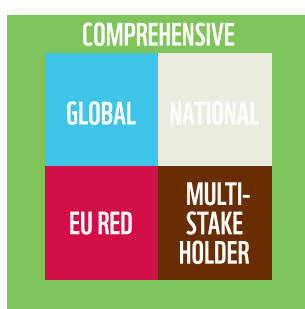 COMPREHENSIVE
GLOBAL
NATIONAL
EU RED
MULTI-
STAKE
HOLDER